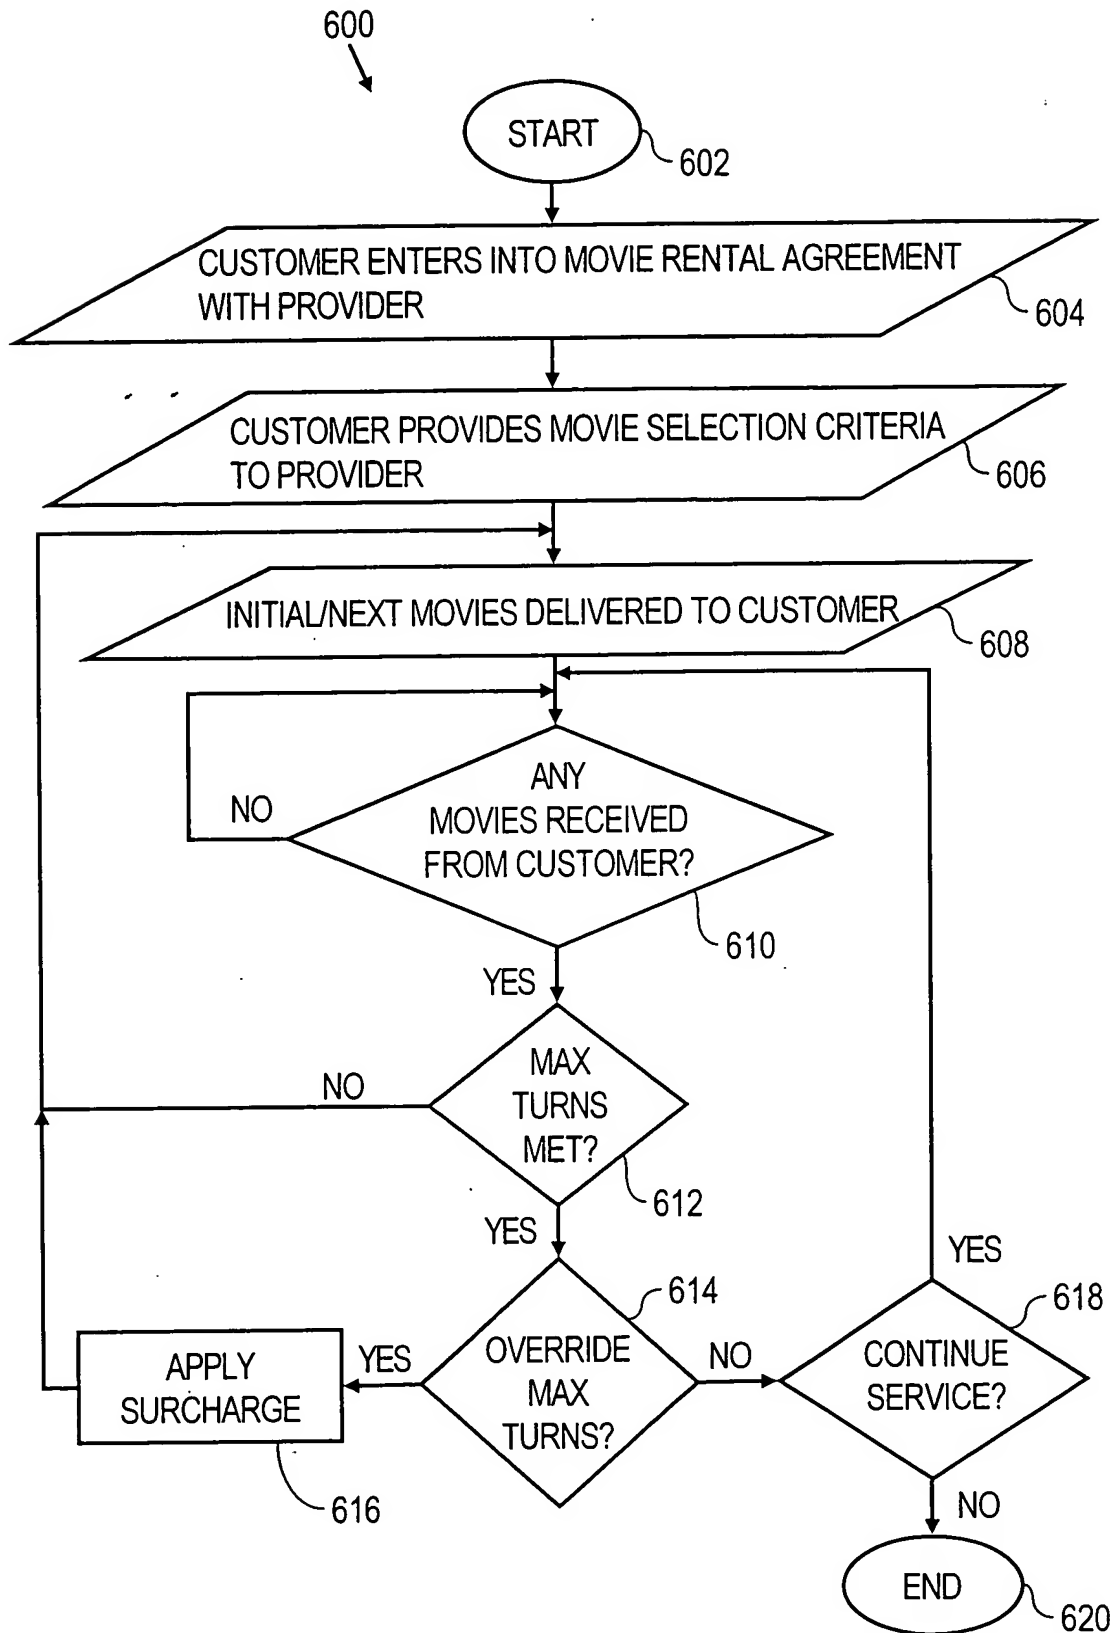 600
START
602
CUSTOMER ENTERS INTO MOVIE RENTAL AGREEMENT
WITH PROVIDER
604
CUSTOMER PROVIDES MOVIE SELECTION CRITERIA
TO PROVIDER
606
INITIAL/NEXT MOVIES DELIVERED TO CUSTOMER
608
ANY
MOVIES RECEIVED
FROM CUSTOMER?
NO
610
YES
MAX
TURNS
MET?
NO
612
YES
614
OVERRIDE
MAX
TURNS?
YES
NO
APPLY
SURCHARGE
616
YES
618
CONTINUE
SERVICE?
NO
END
620